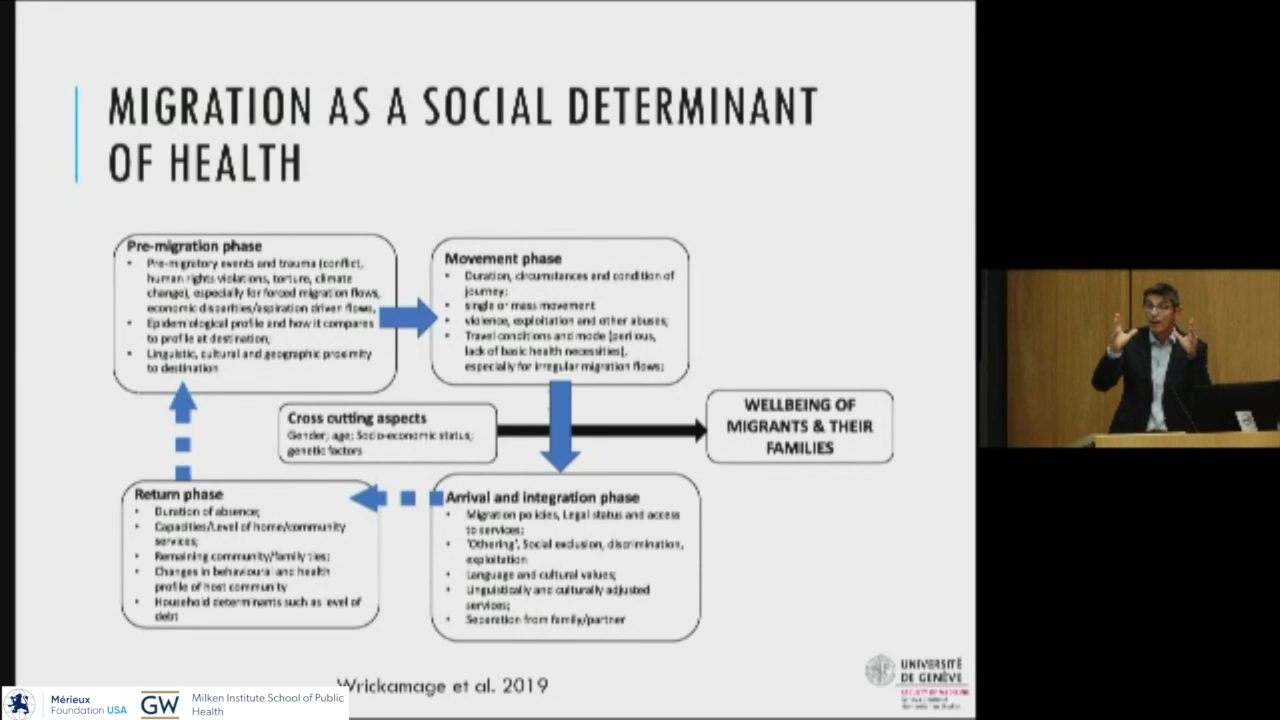 MIGRATION AS A SOCIAL DETERMINANT
OF HEALTH
Pre-migration phase
• Pre-migratory events and trauma (conflict,
human rights violations, torture, climate
change), especially for forced migration flows,
economic disparities/aspiration driven flows,
• Epidemiological profile and how it compares
to profile at destination;
• Linguistic, cultural and geographic proximity
to destination
Movement phase
• Duration, circumstances and condition of
journey;
• single or mass movement
• violence, exploitation and other abuses;
• Travel conditions and mode (perilous,
lack of basic health necessities),
especially for irregular migration flows;
Cross cutting aspects
Gender; age; Socio-economic status;
genetic factors
WELLBEING OF
MIGRANTS & THEIR
FAMILIES
Return phase
• Duration of absence;
• Capacities/Level of home/community
services;
• Remaining community/family ties;
• Changes in behavioural and health
profile of host community
• Household determinants such as level of
debt
Arrival and integration phase
• Migration policies, Legal status and access
to services;
• 'Othering', Social exclusion, discrimination,
exploitation
• Language and cultural values;
• Linguistically and culturally adjusted
services;
• Separation from family/partner
Wrickamage et al. 2019
UNIVERSITÉ
DE GENÈVE
FACULTY OF MEDICINE
Mérieux
Foundation USA
GW
Milken Institute School of Public
Health